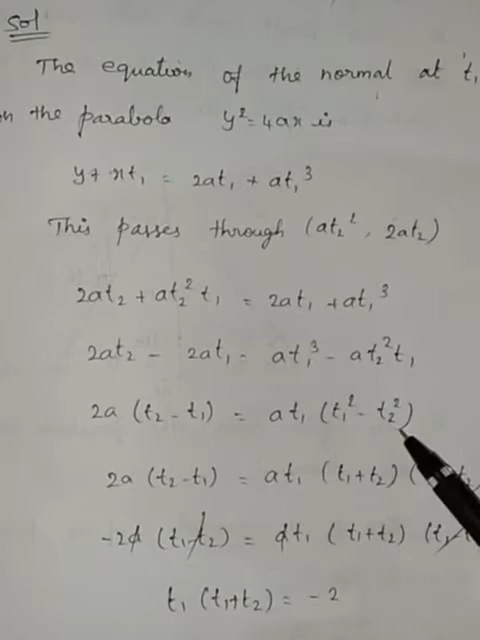 Sol
The equation of the normal at 't₁
the parabola y² = 4ax is
y + xt₁ = 2at₁ + at₁³
This passes through (at₂², 2at₂)
2at₂ + at₂²t₁ = 2at₁ + at₁³
2at₂ - 2at₁ = at₁³ - at₂²t₁
2a (t₂ - t₁) = at₁ (t₁² - t₂²)
2a (t₂ - t₁) = at₁ (t₁ + t₂) (
-2a (t₁ - t₂) = at₁ (t₁ + t₂) (t₁
t₁ (t₁ + t₂) = -2